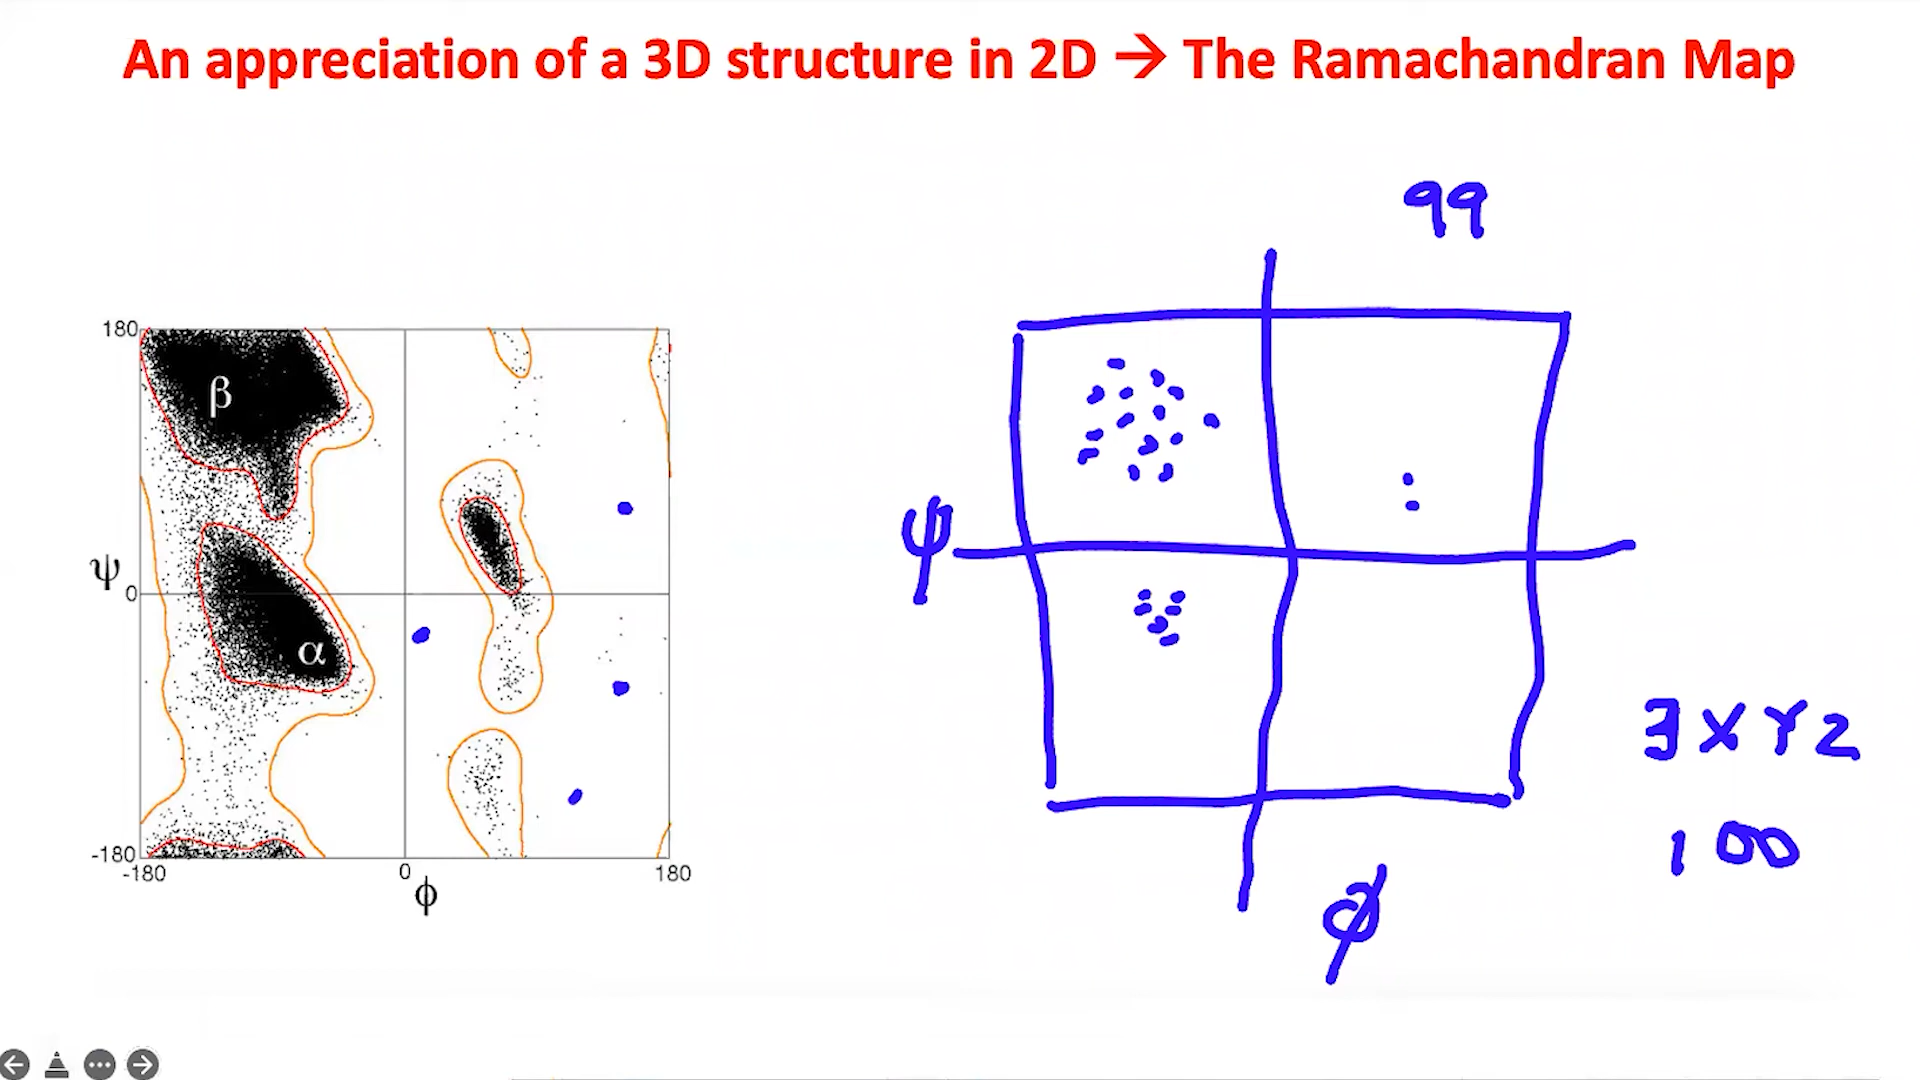 An appreciation of a 3D structure in 2D → The Ramachandran Map
99
180
β
ψ
0
α
-180
-180
0
180
ϕ
ψ
ϕ
3 X Y Z
100